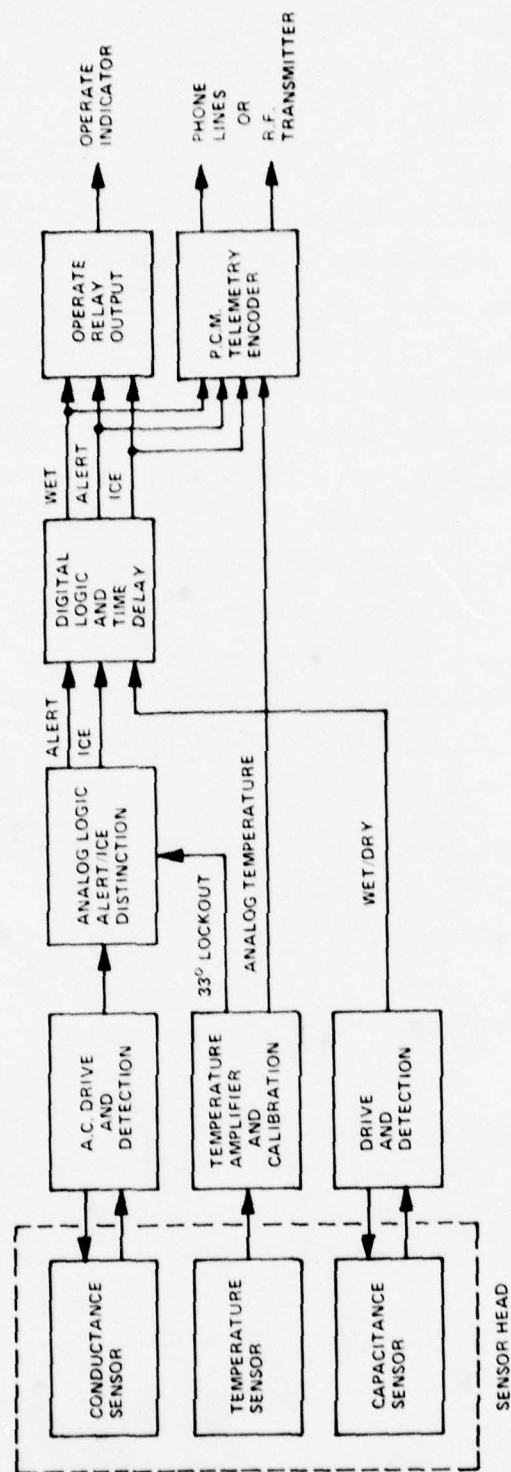 CONDUCTANCE
SENSOR
TEMPERATURE
SENSOR
CAPACITANCE
SENSOR
SENSOR HEAD
A.C. DRIVE
AND
DETECTION
TEMPERATURE
AMPLIFIER
AND
CALIBRATION
DRIVE
AND
DETECTION
ANALOG LOGIC
ALERT/ICE
DISTINCTION
33° LOCKOUT
ANALOG TEMPERATURE
WET/DRY
ALERT
ICE
DIGITAL
LOGIC
AND
TIME
DELAY
WET
ALERT
ICE
OPERATE
RELAY
OUTPUT
P.C.M.
TELEMETRY
ENCODER
OPERATE
INDICATOR
PHONE
LINES
OR
R.F.
TRANSMITTER